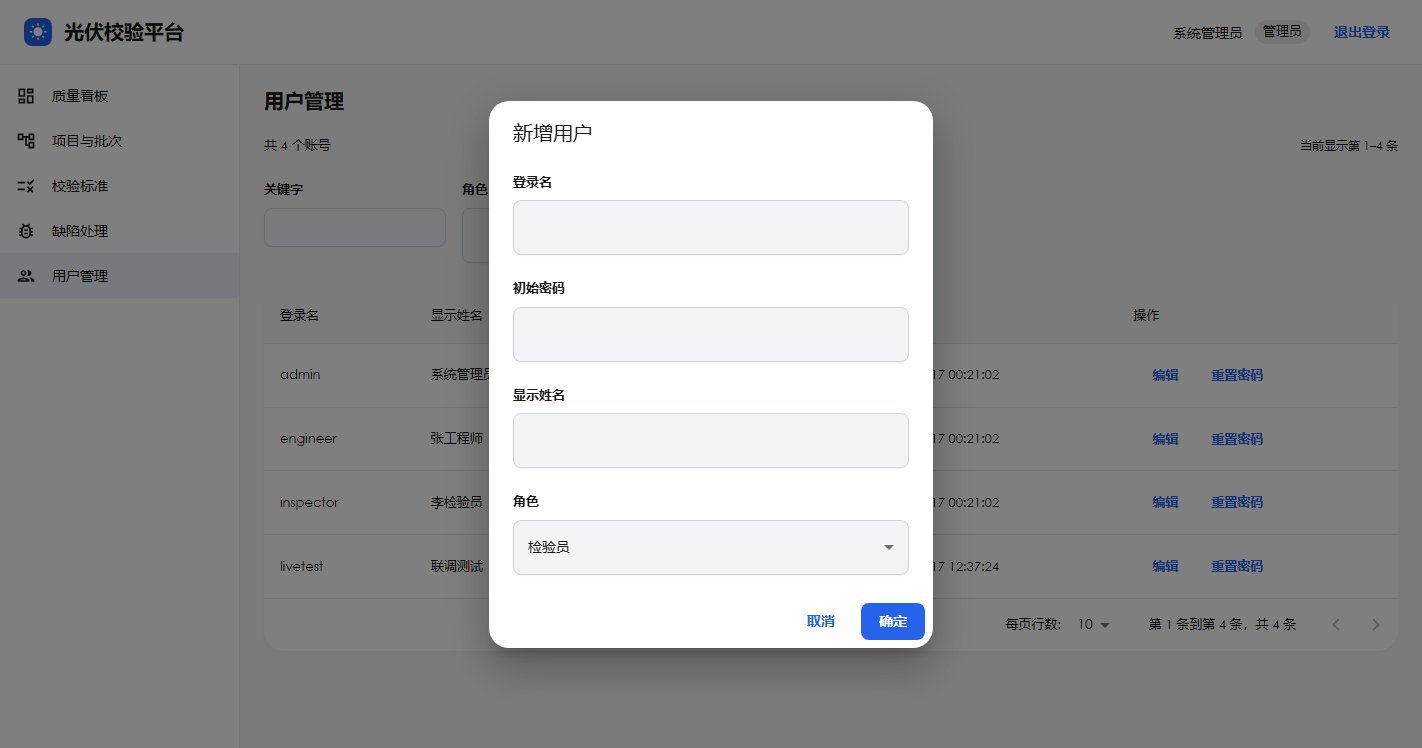 光伏校验平台
系统管理员 管理员 退出登录
质量看板
项目与批次
校验标准
缺陷处理
用户管理
用户管理
共 4 个账号
当前显示第 1–4 条
关键字 角色
登录名 显示姓名 操作
admin 系统管理员 17 00:21:02 编辑 重置密码
engineer 张工程师 17 00:21:02 编辑 重置密码
inspector 李检验员 17 00:21:02 编辑 重置密码
livetest 联调测试 17 12:37:24 编辑 重置密码
每页行数: 10 第 1 条到第 4 条，共 4 条
新增用户
登录名
初始密码
显示姓名
角色
检验员
取消 确定